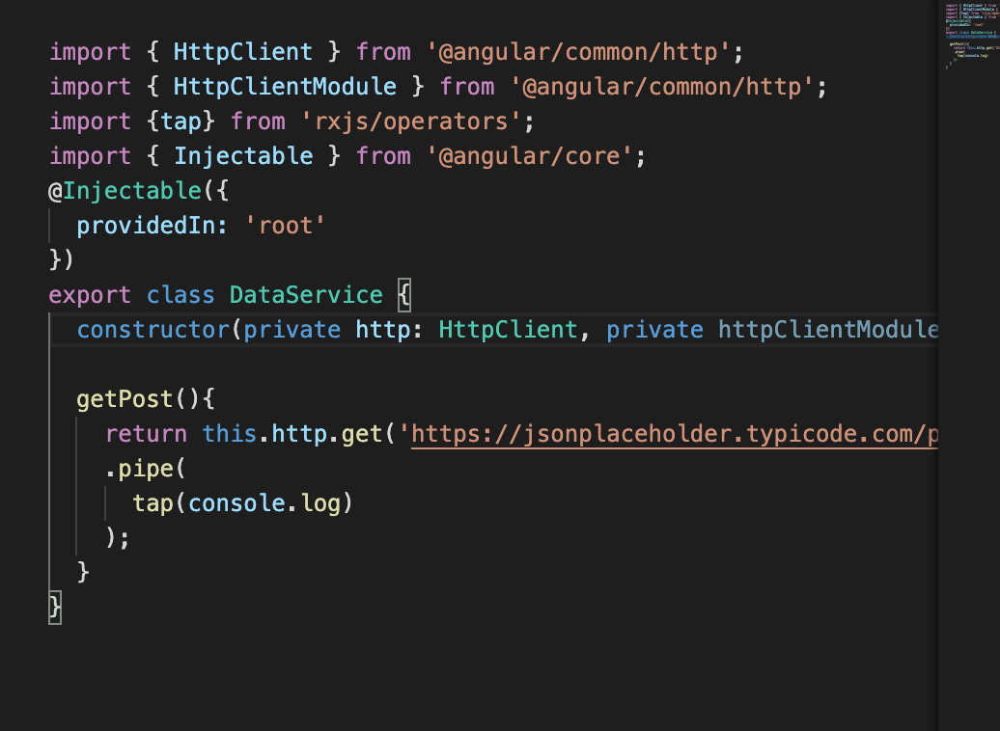 import { HttpClient } from '@angular/common/http';
import { HttpClientModule } from '@angular/common/http';
import {tap} from 'rxjs/operators';
import { Injectable } from '@angular/core';
@Injectable({
  providedIn: 'root'
})
export class DataService {
  constructor(private http: HttpClient, private httpClientModule

  getPost(){
    return this.http.get('https://jsonplaceholder.typicode.com/p
    .pipe(
      tap(console.log)
    );
  }
}